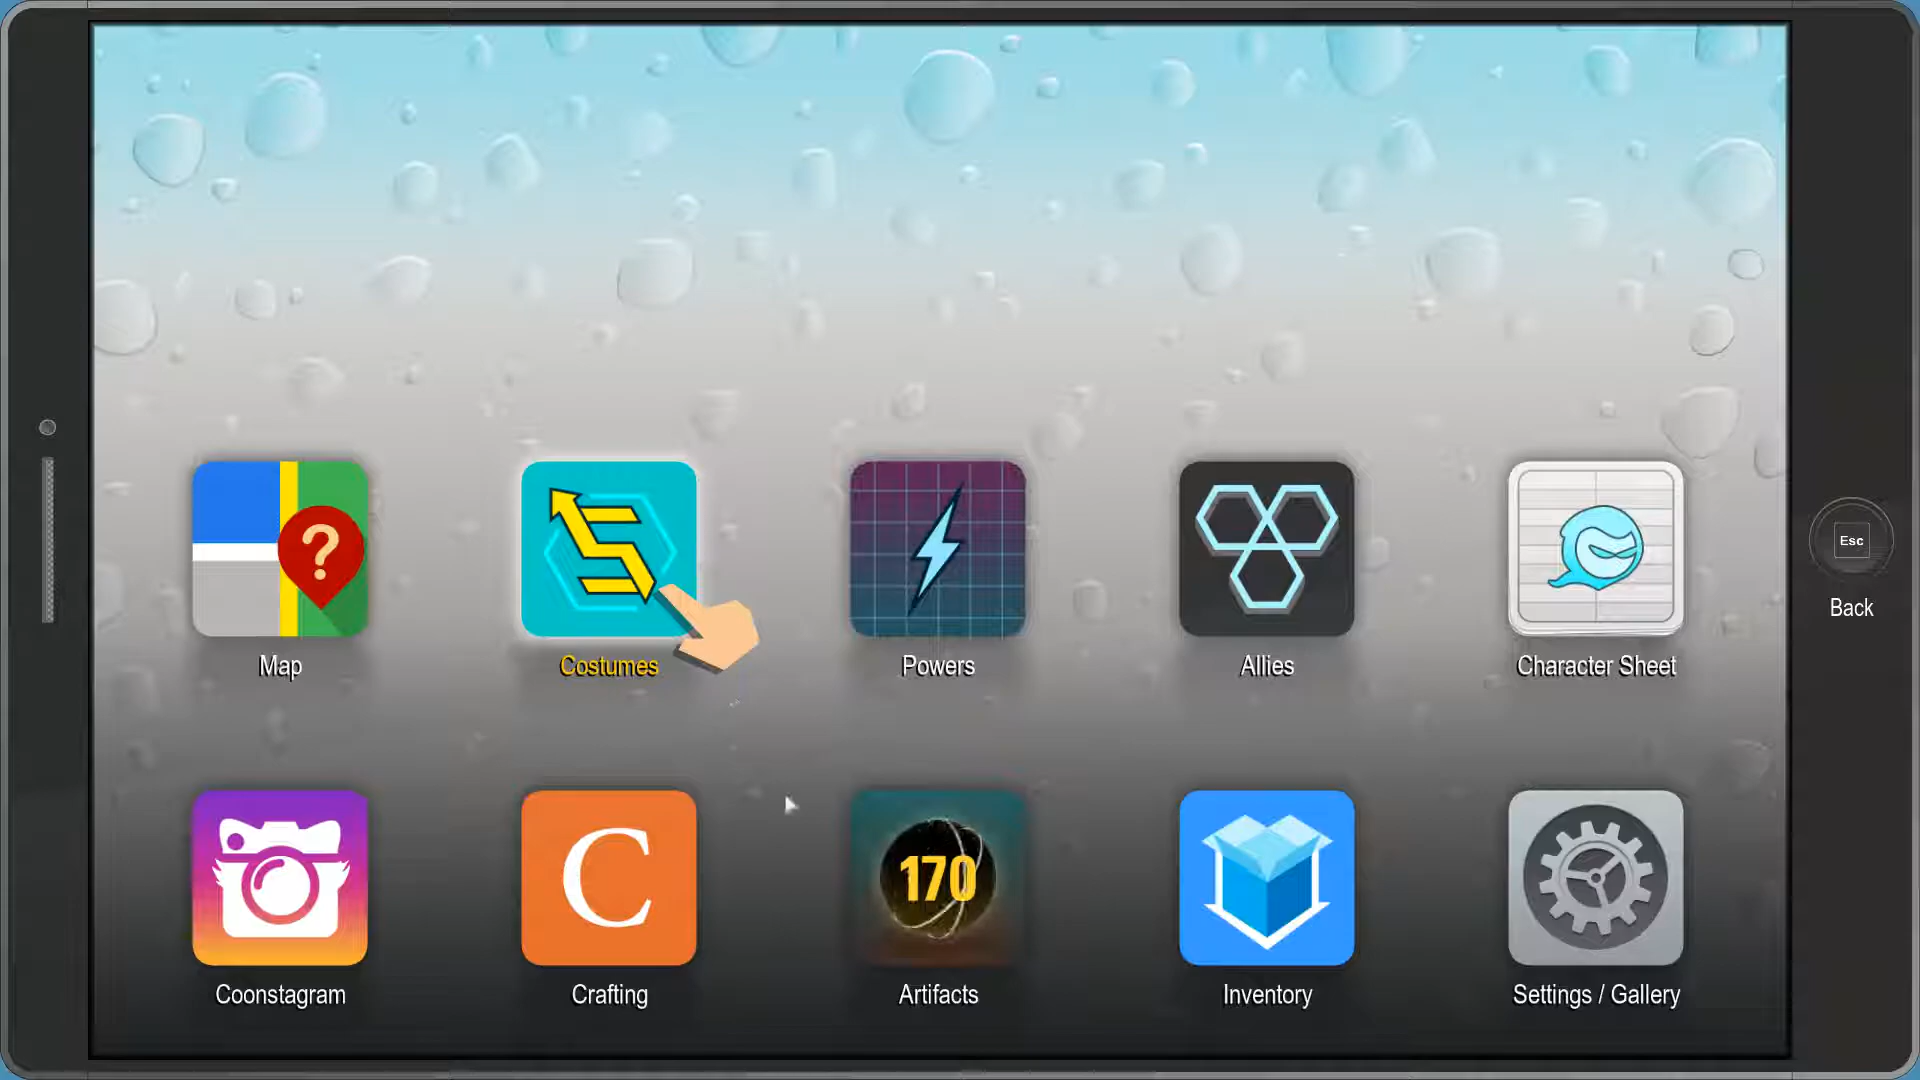 ?
Map
Costumes
Powers
Allies
Character Sheet
Esc
Back
C
170
Coonstagram
Crafting
Artifacts
Inventory
Settings / Gallery